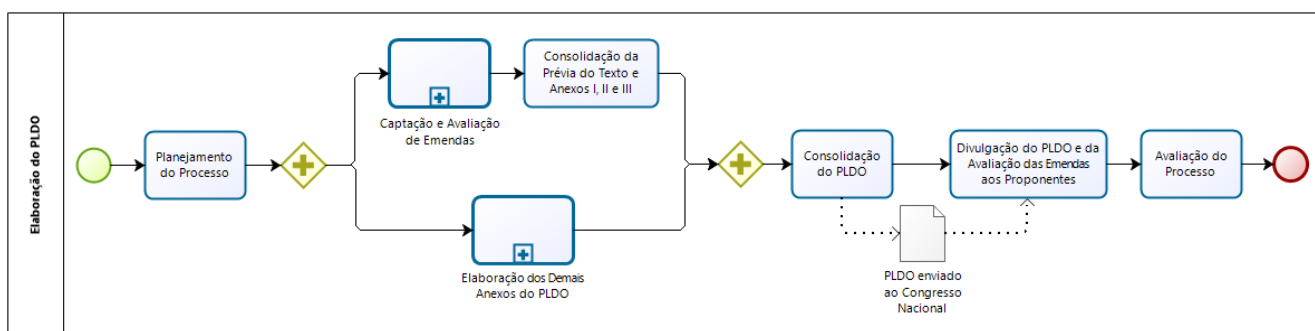 Elaboração do PLDO
Planejamento
do Processo
Captação e Avaliação
de Emendas
Consolidação da
Prévia do Texto e
Anexos I, II e III
Elaboração dos Demais
Anexos do PLDO
Consolidação
do PLDO
Divulgação do PLDO e da
Avaliação das Emendas
aos Proponentes
Avaliação do
Processo
PLDO enviado
ao Congresso
Nacional